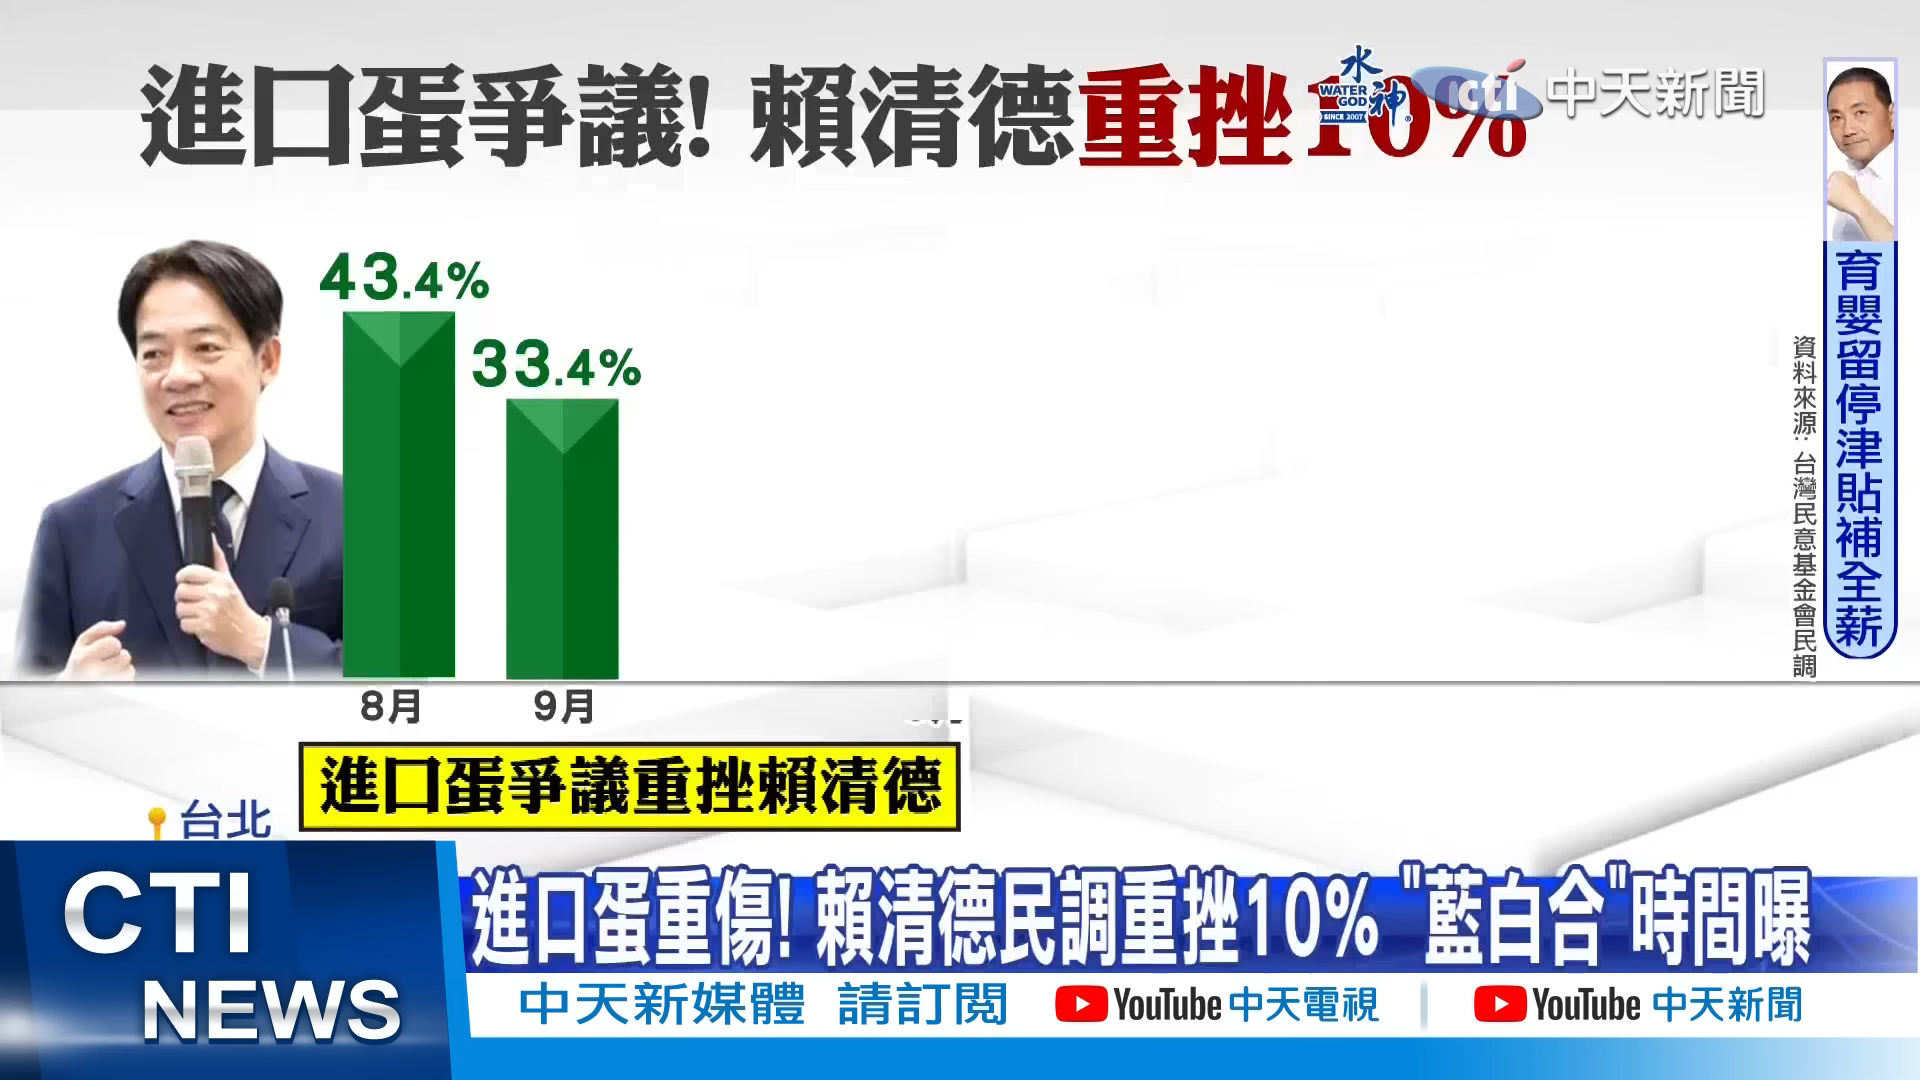 進口蛋爭議! 賴清德重挫10%
水神
WATER GOD
SINCE 2007
cti 中天新聞
43.4%
33.4%
8月
9月
育嬰留停津貼補全薪
資料來源: 台灣民意基金會民調
進口蛋爭議重挫賴清德
台北
CTI NEWS
進口蛋重傷! 賴清德民調重挫10% "藍白合"時間曝
中天新媒體 請訂閱 YouTube 中天電視 YouTube 中天新聞